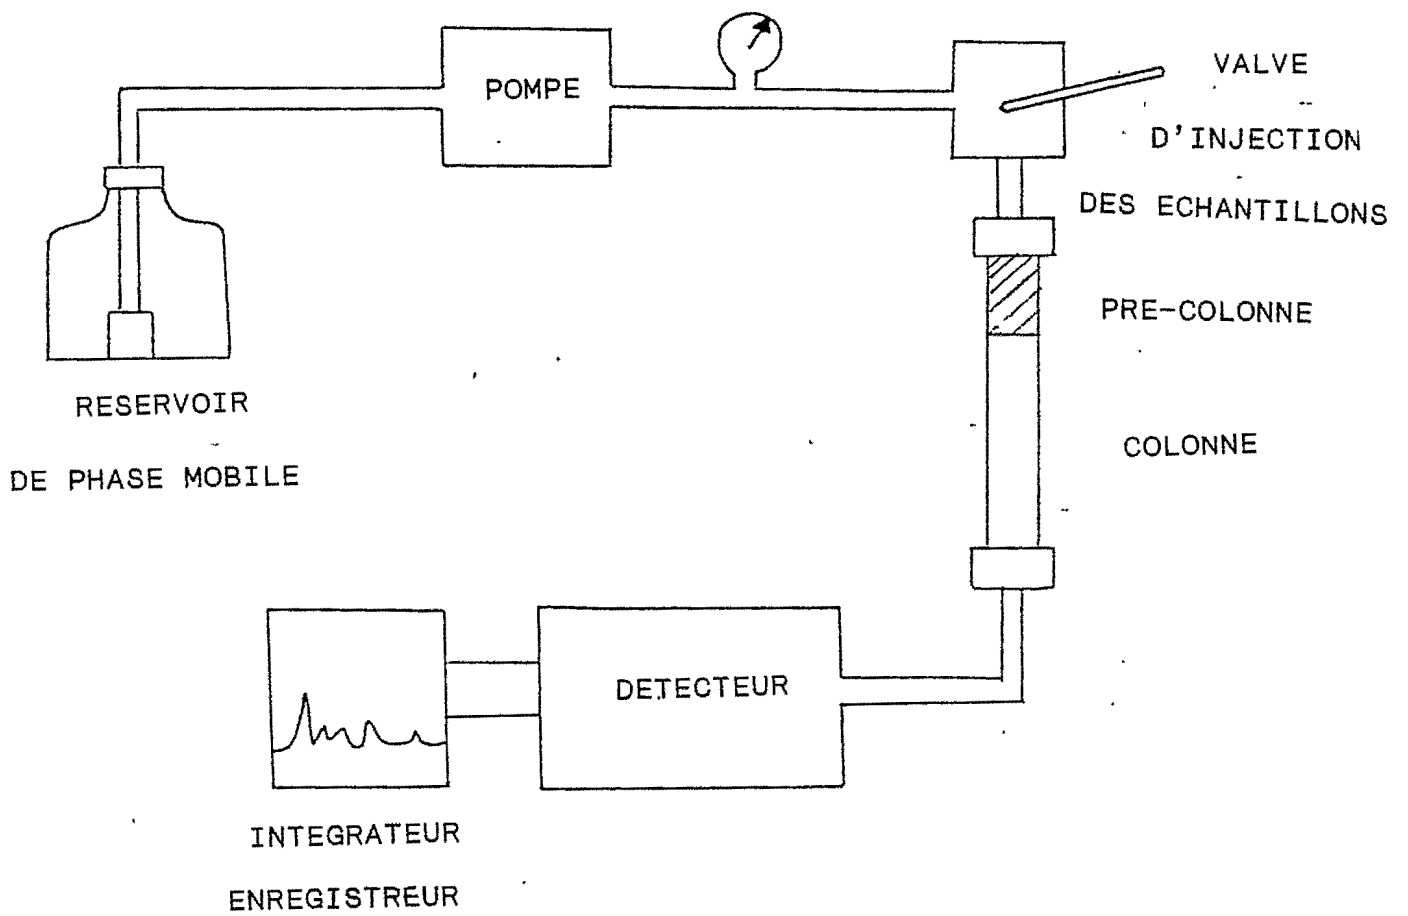 POMPE
VALVE
D'INJECTION
DES ECHANTILLONS
PRE-COLONNE
COLONNE
RESERVOIR
DE PHASE MOBILE
DETECTEUR
INTEGRATEUR
ENREGISTREUR